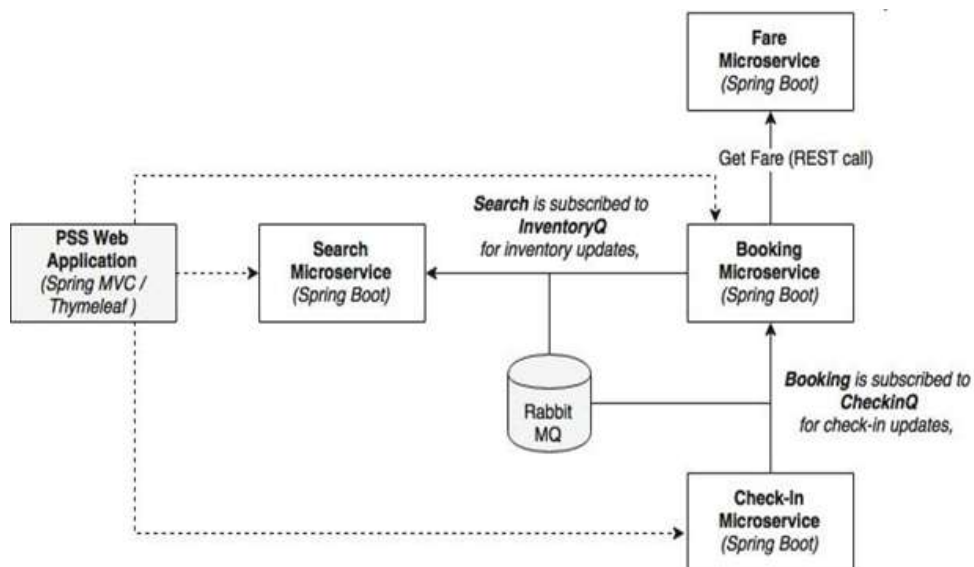 Fare
Microservice
(Spring Boot)
Get Fare (REST call)
Search is subscribed to
InventoryQ
for inventory updates,
PSS Web
Application
(Spring MVC /
Thymeleaf )
Search
Microservice
(Spring Boot)
Booking
Microservice
(Spring Boot)
Rabbit
MQ
Booking is subscribed to
CheckinQ
for check-in updates,
Check-In
Microservice
(Spring Boot)